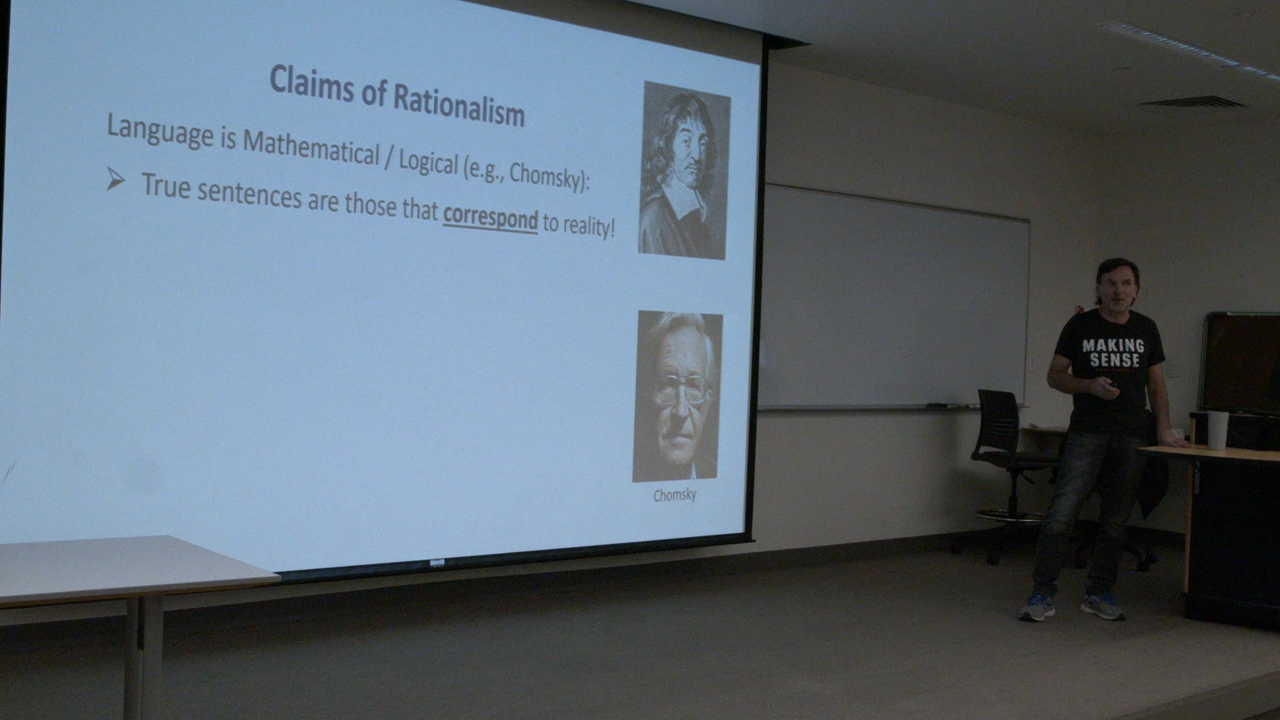 Claims of Rationalism
Language is Mathematical / Logical (e.g., Chomsky):
➢ True sentences are those that correspond to reality!
Chomsky
MAKING
SENSE